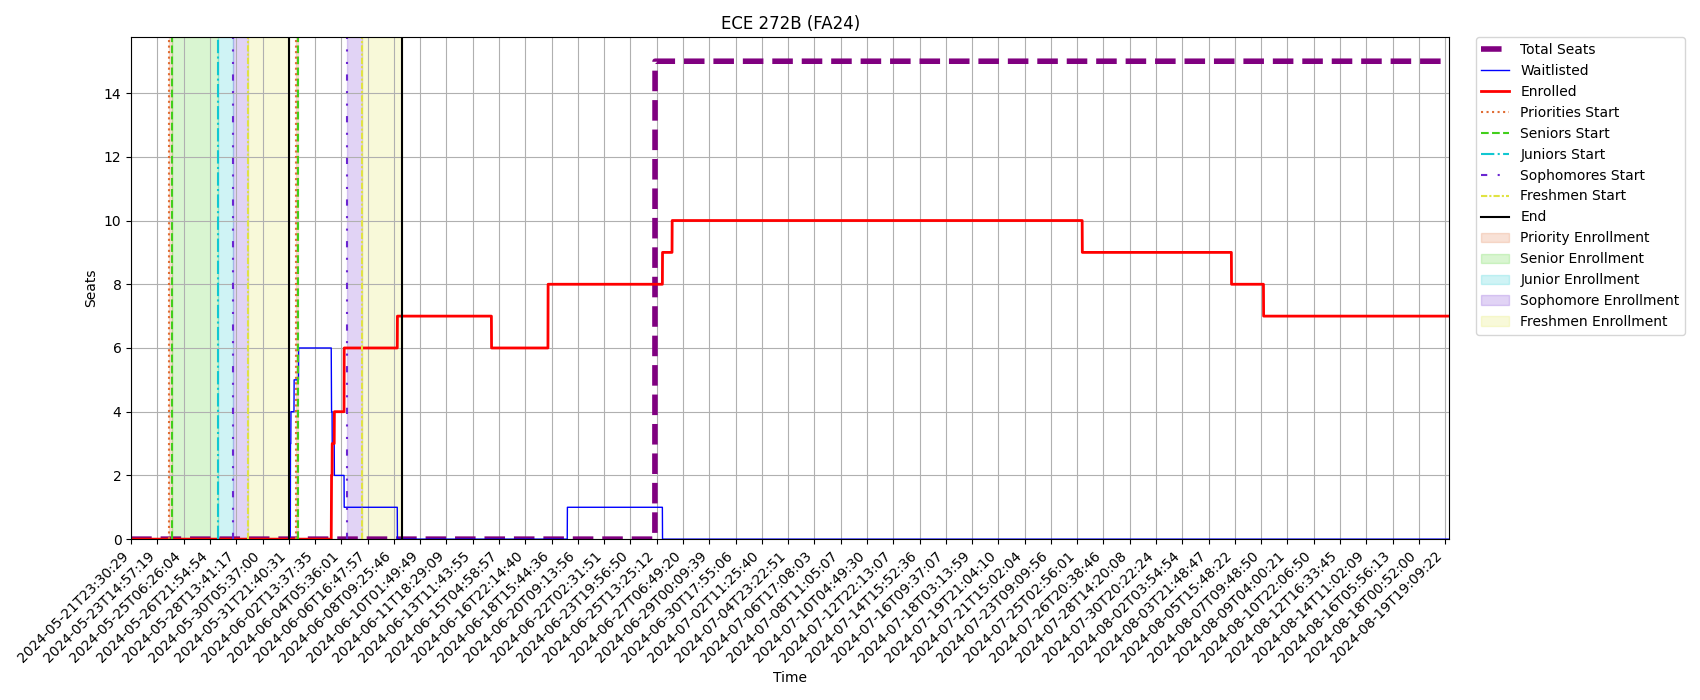 ECE 272B (FA24)
Total Seats
Waitlisted
Enrolled
Priorities Start
Seniors Start
Juniors Start
Sophomores Start
Freshmen Start
End
Priority Enrollment
Senior Enrollment
Junior Enrollment
Sophomore Enrollment
Freshmen Enrollment
Seats
14
12
10
8
6
4
2
0
2024-05-21T23:30:29
2024-05-23T14:57:19
2024-05-25T06:26:04
2024-05-26T21:54:54
2024-05-28T13:41:17
2024-05-30T05:37:00
2024-05-31T21:40:31
2024-06-02T13:37:35
2024-06-04T05:36:01
2024-06-06T16:47:57
2024-06-08T09:25:46
2024-06-10T01:49:49
2024-06-11T18:29:09
2024-06-13T11:43:55
2024-06-15T04:58:57
2024-06-16T22:14:40
2024-06-18T15:44:36
2024-06-20T09:13:56
2024-06-22T02:31:51
2024-06-23T19:56:50
2024-06-25T13:25:12
2024-06-27T06:49:20
2024-06-29T00:09:39
2024-06-30T17:55:06
2024-07-02T11:25:40
2024-07-04T23:22:51
2024-07-06T17:08:03
2024-07-08T11:05:07
2024-07-10T04:49:30
2024-07-12T22:13:07
2024-07-14T15:52:36
2024-07-16T09:37:07
2024-07-18T03:13:59
2024-07-19T21:04:10
2024-07-21T15:02:04
2024-07-23T09:09:56
2024-07-25T02:56:01
2024-07-26T20:38:46
2024-07-28T14:20:08
2024-07-30T20:22:24
2024-08-02T03:54:54
2024-08-03T21:48:47
2024-08-05T15:48:22
2024-08-07T09:48:50
2024-08-09T04:00:21
2024-08-10T22:06:50
2024-08-12T16:33:45
2024-08-14T11:02:09
2024-08-16T05:56:13
2024-08-18T00:52:00
2024-08-19T19:09:22
Time